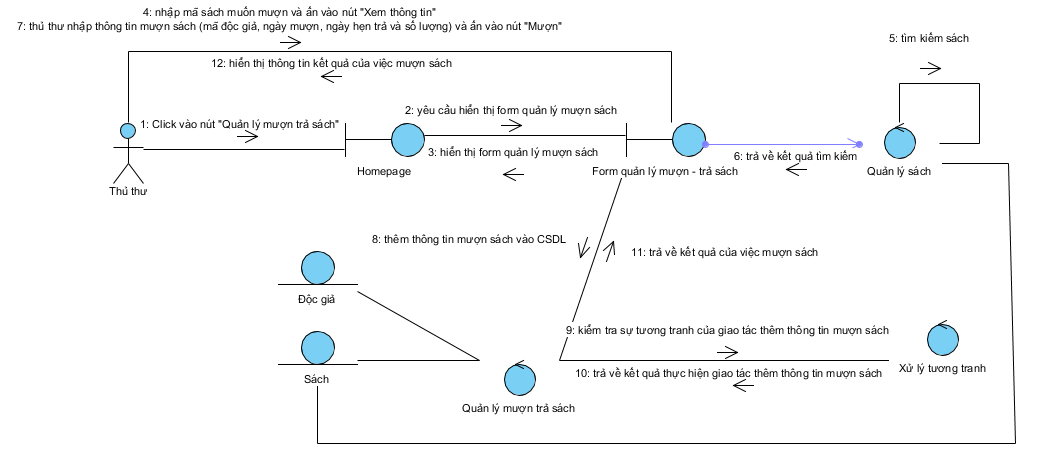 4: nhập mã sách muốn mượn và ấn vào nút "Xem thông tin"
7: thủ thư nhập thông tin mượn sách (mã độc giả, ngày mượn, ngày hẹn trả và số lượng) và ấn vào nút "Mượn"
5: tìm kiếm sách
12: hiển thị thông tin kết quả của việc mượn sách
1: Click vào nút "Quản lý mượn trả sách"
2: yêu cầu hiển thị form quản lý mượn sách
3: hiển thị form quản lý mượn sách
6: trả về kết quả tìm kiếm
Homepage
Form quản lý mượn - trả sách
Quản lý sách
Thủ thư
8: thêm thông tin mượn sách vào CSDL
11: trả về kết quả của việc mượn sách
Độc giả
9: kiểm tra sự tương tranh của giao tác thêm thông tin mượn sách
Xử lý tương tranh
10: trả về kết quả thực hiện giao tác thêm thông tin mượn sách
Sách
Quản lý mượn trả sách